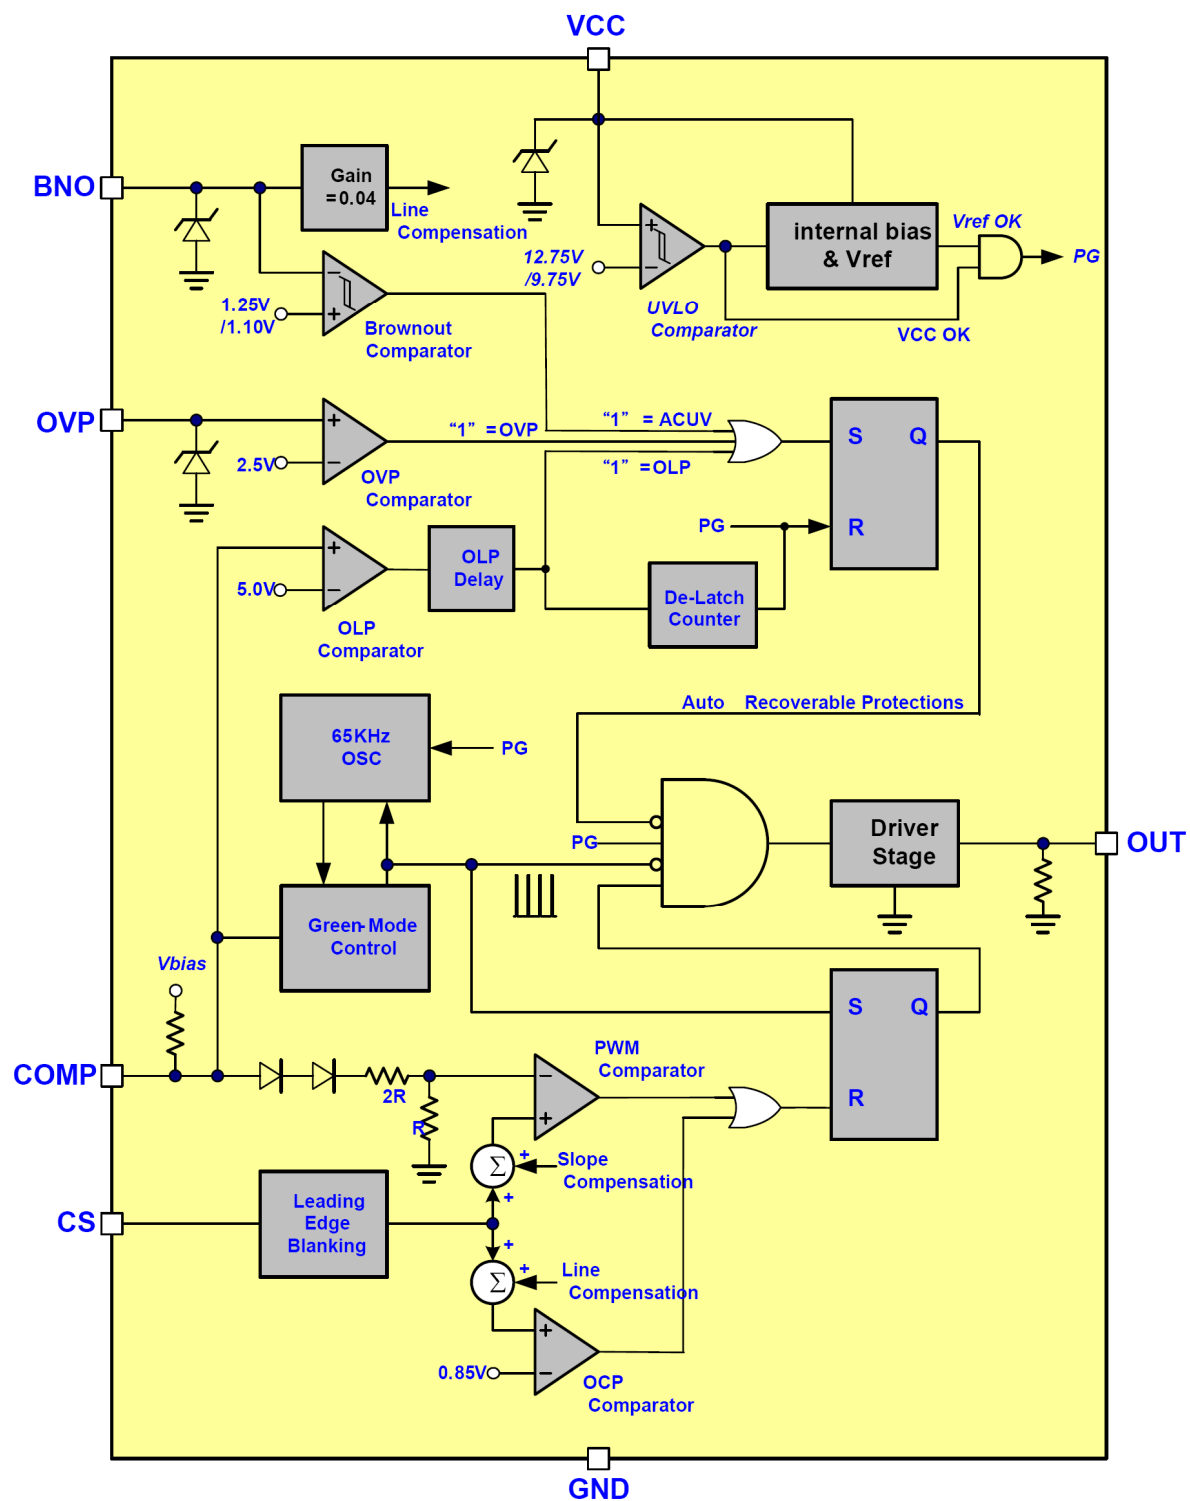 VCC
BNO
Gain
=0.04
Line
Compensation
12.75V
/9.75V
+
−
UVLO
Comparator
internal bias
& Vref
Vref OK
PG
VCC OK
1.25V
/1.10V
−
+
Brownout
Comparator
OVP
2.5V
+
−
OVP
Comparator
“1” =OVP
“1” = ACUV
“1” =OLP
S
Q
R
PG
5.0V
+
−
OLP
Comparator
OLP
Delay
De-Latch
Counter
Auto Recoverable Protections
65KHz
OSC
PG
PG
Driver
Stage
OUT
Green-Mode
Control
Vbias
COMP
2R
R
PWM
Comparator
−
+
S
Q
R
Σ
+
Slope
Compensation
+
CS
Leading
Edge
Blanking
+
Σ
+
Line
Compensation
0.85V
+
−
OCP
Comparator
GND